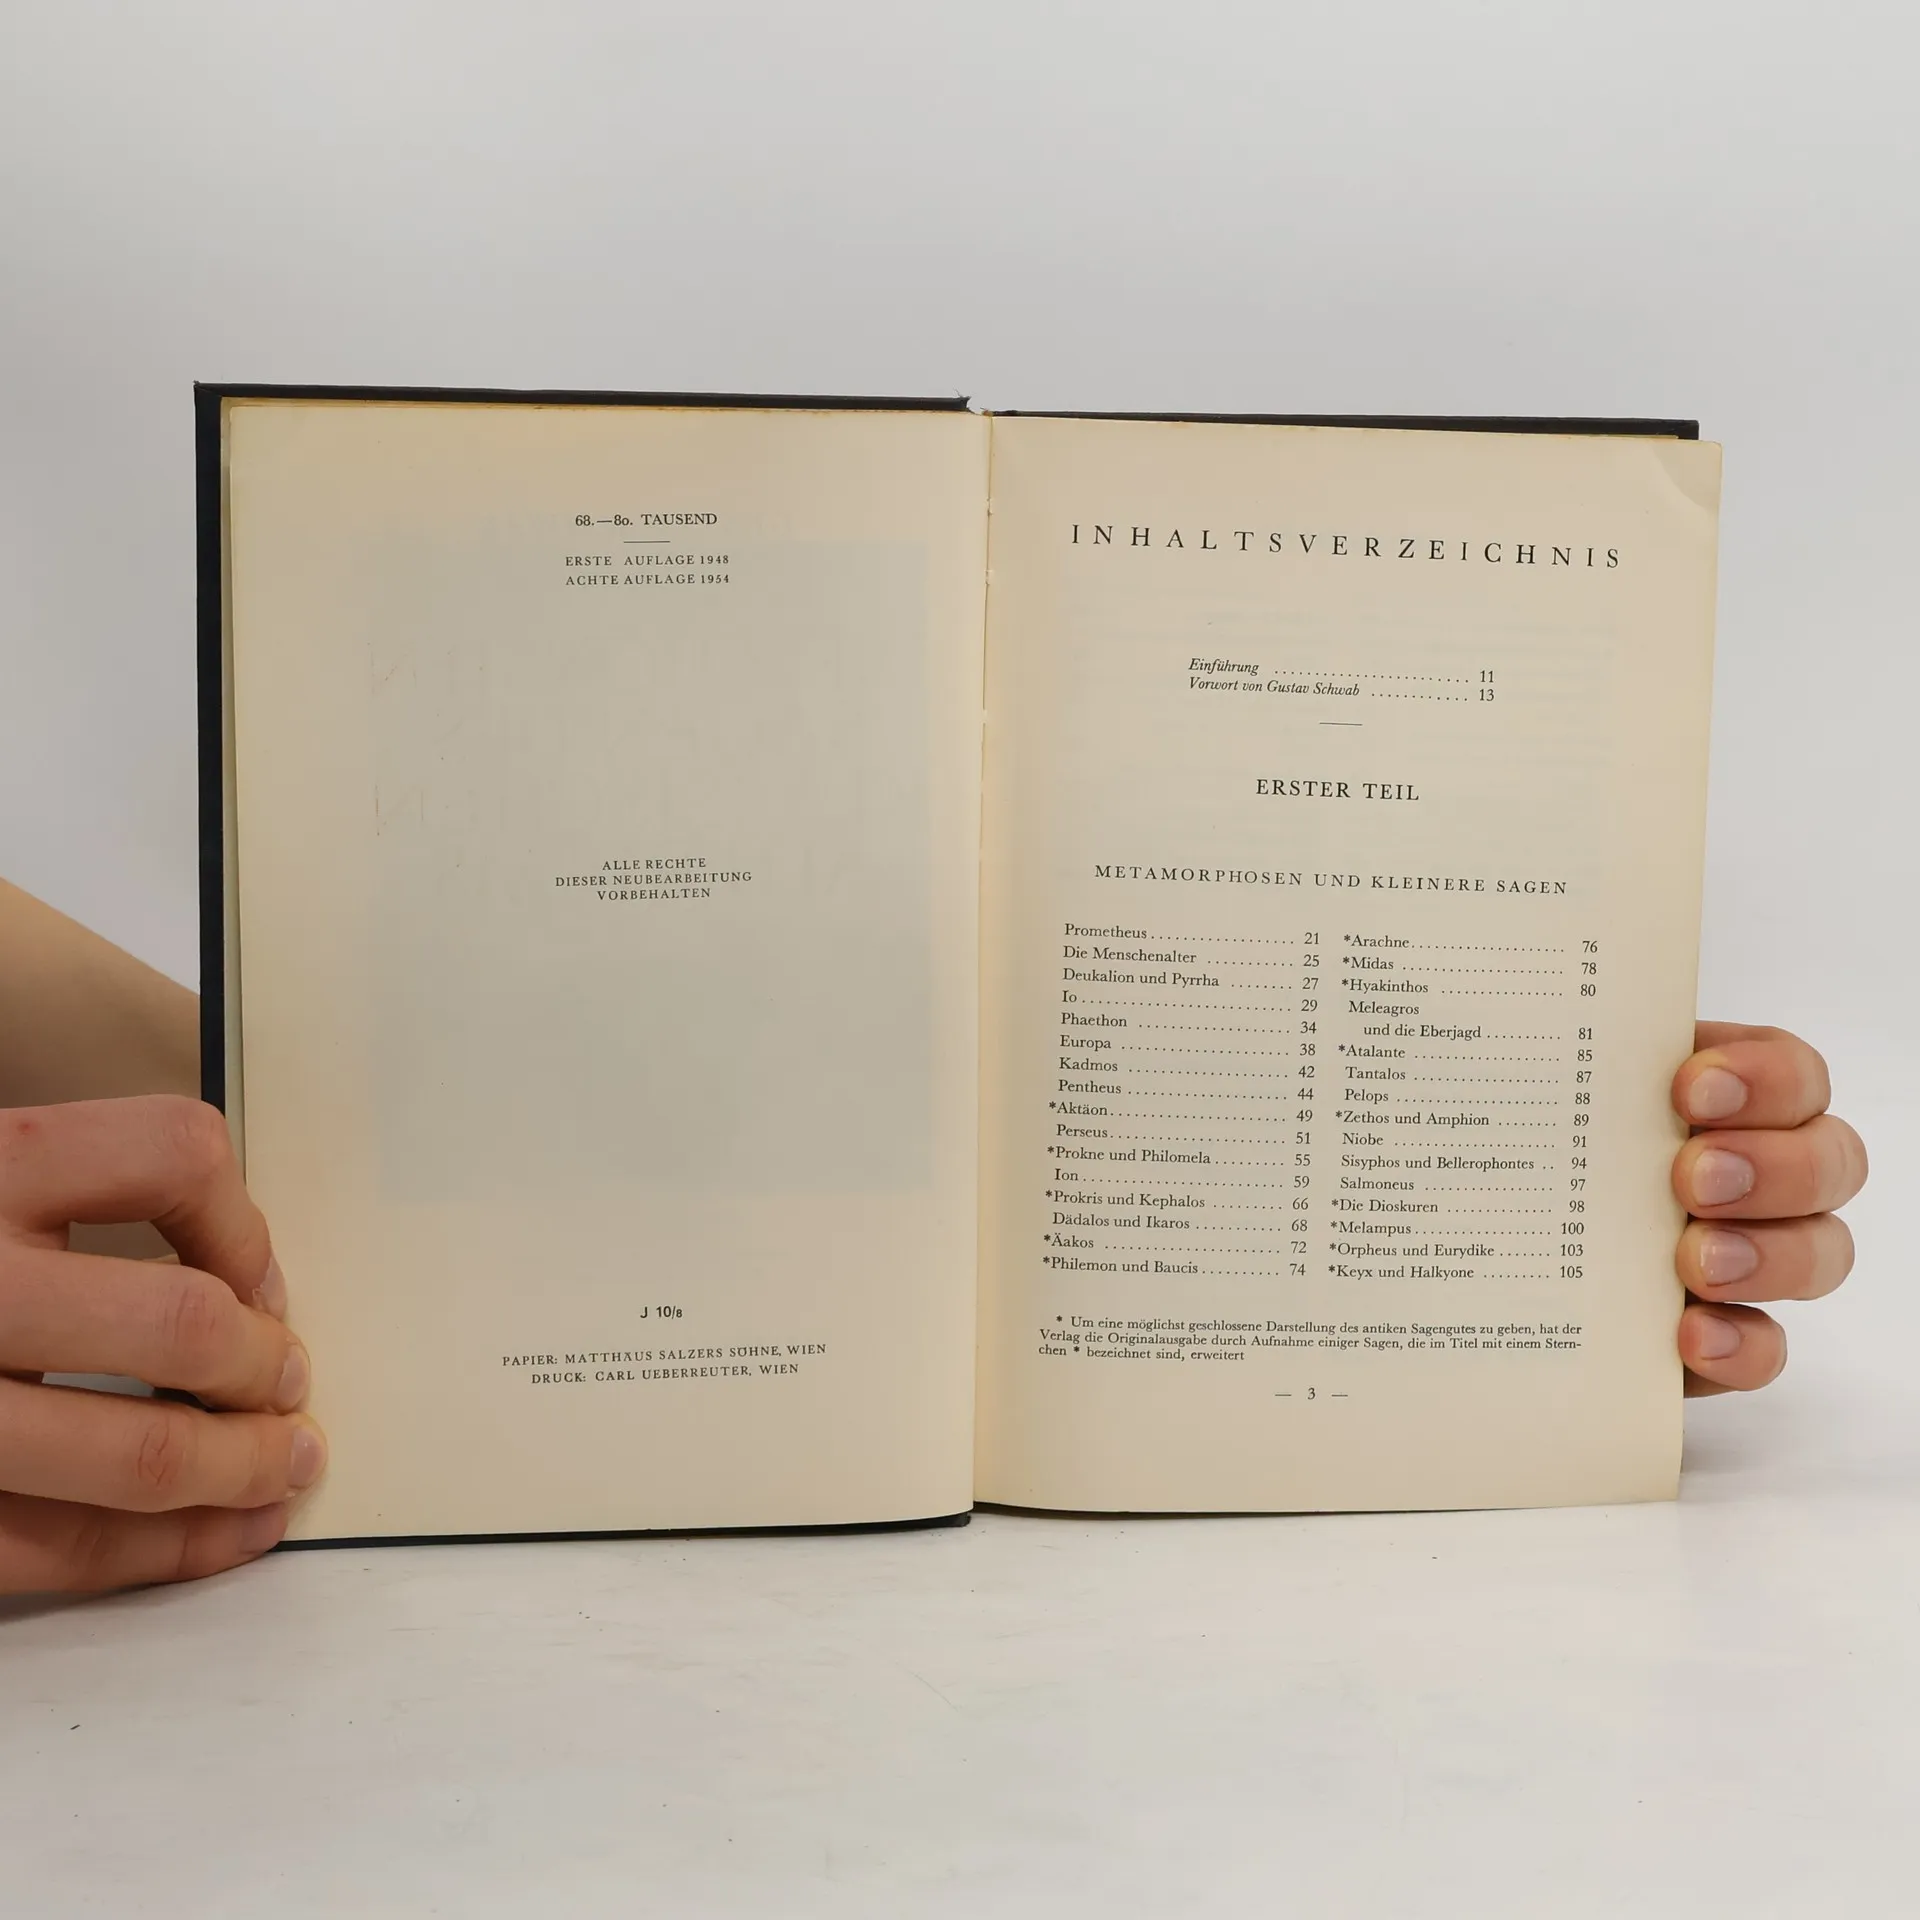 68.—80. TAUSEND
ERSTE AUFLAGE 1948
ACHTE AUFLAGE 1954
ALLE RECHTE
DIESER NEUBEARBEITUNG
VORBEHALTEN
J 10/8
PAPIER: MATTHÄUS SALZERS SÖHNE, WIEN
DRUCK: CARL UEBERREUTER, WIEN
INHALTSVERZEICHNIS
Einführung ........................ 11
Vorwort von Gustav Schwab ............ 13
ERSTER TEIL
METAMORPHOSEN UND KLEINERE SAGEN
Prometheus .................. 21
Die Menschenalter ........... 25
Deukalion und Pyrrha ........ 27
Io .......................... 29
Phaethon ................... 34
Europa ..................... 38
Kadmos .................... 42
Pentheus .................... 44
*Aktäon ...................... 49
Perseus ...................... 51
*Prokne und Philomela ......... 55
Ion ......................... 59
*Prokris und Kephalos ......... 66
Dädalos und Ikaros ........... 68
*Äakos ...................... 72
*Philemon und Baucis .......... 74
*Arachne .................... 76
*Midas ..................... 78
*Hyakinthos ................ 80
Meleagros
und die Eberjagd .......... 81
*Atalante ................... 85
Tantalos ................... 87
Pelops ..................... 88
*Zethos und Amphion ........ 89
Niobe ..................... 91
Sisyphos und Bellerophontes .. 94
Salmoneus ................. 97
*Die Dioskuren .............. 98
*Melampus .................. 100
*Orpheus und Eurydike ....... 103
*Keyx und Halkyone ......... 105
* Um eine möglichst geschlossene Darstellung des antiken Sagengutes zu geben, hat der
Verlag die Originalausgabe durch Aufnahme einiger Sagen, die im Titel mit einem Stern-
chen * bezeichnet sind, erweitert
— 3 —